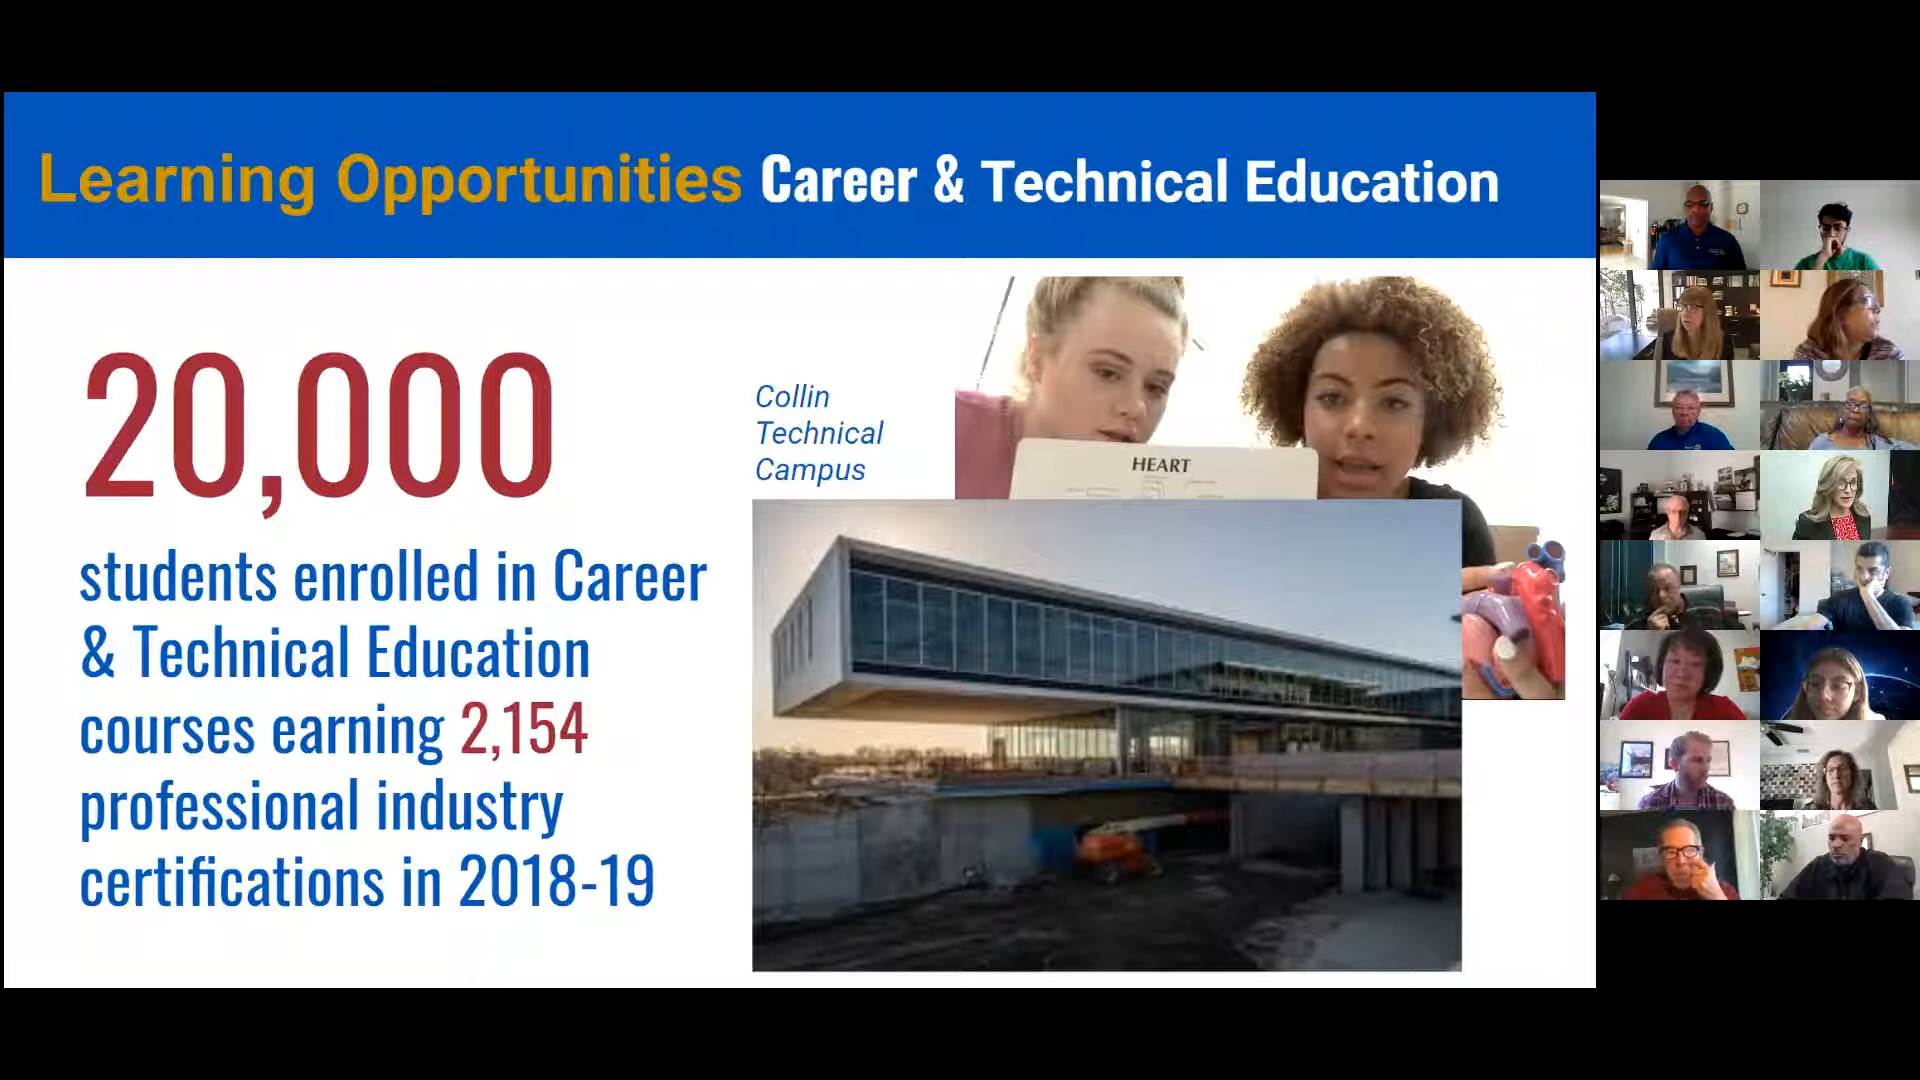 Learning Opportunities Career & Technical Education
20,000
students enrolled in Career
& Technical Education
courses earning 2,154
professional industry
certifications in 2018-19
Collin
Technical
Campus
HEART